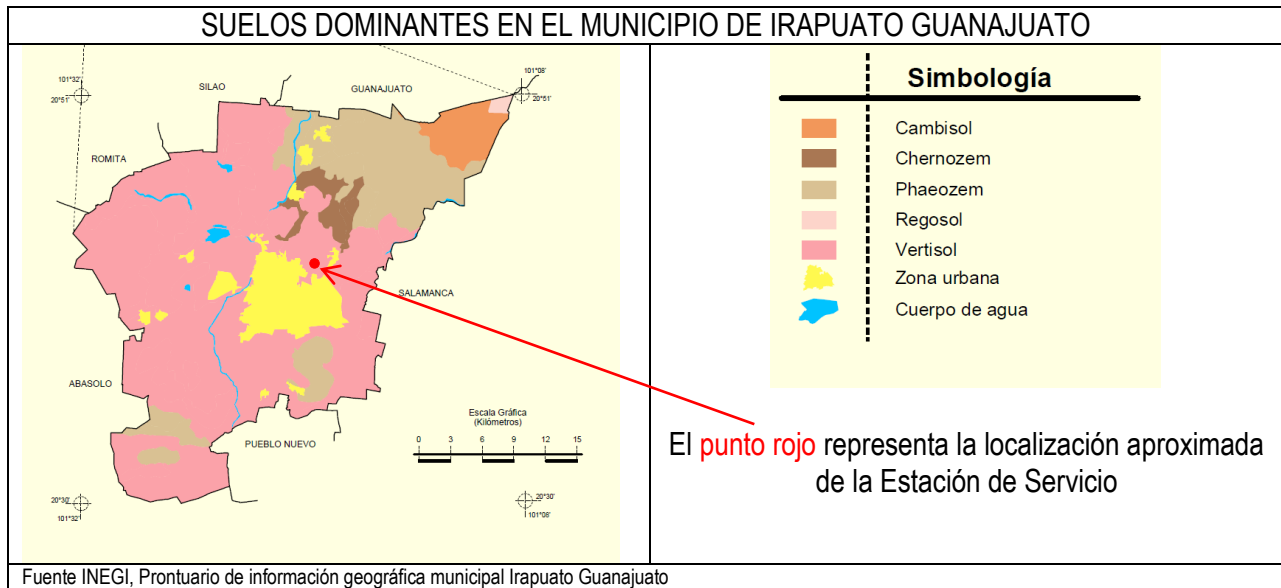 SUELOS DOMINANTES EN EL MUNICIPIO DE IRAPUATO GUANAJUATO
101°32'
20°51'
SILAO
GUANAJUATO
101°08'
20°51'
ROMITA
SALAMANCA
ABASOLO
PUEBLO NUEVO
Escala Gráfica
(Kilómetros)
0 3 6 9 12 15
20°30'
101°32'
20°30'
101°08'
Simbología
Cambisol
Chernozem
Phaeozem
Regosol
Vertisol
Zona urbana
Cuerpo de agua
El punto rojo representa la localización aproximada
de la Estación de Servicio
Fuente INEGI, Prontuario de información geográfica municipal Irapuato Guanajuato